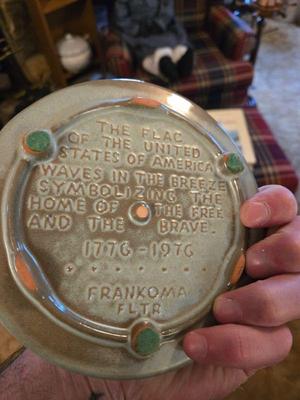 THE FLAG
OF THE UNITED
STATES OF AMERICA
WAVES IN THE BREEZE
SYMBOLIZING THE
HOME OF THE FREE
AND THE BRAVE.
1776-1976
FRANKOMA
FLTR